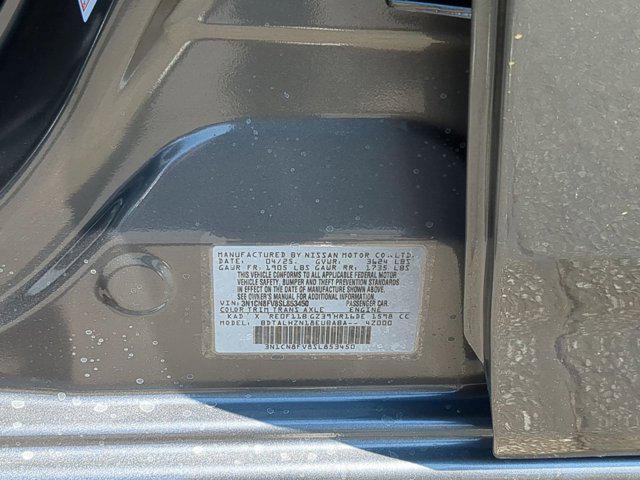 MANUFACTURED BY NISSAN MOTOR CO.,LTD.
DATE: 04/25. GVWR: 3624 LBS
GAWR FR: 1905 LBS GAWR RR: 1735 LBS
THIS VEHICLE CONFORMS TO ALL APPLICABLE FEDERAL MOTOR
VEHICLE SAFETY, BUMPER AND THEFT PREVENTION STANDARDS
IN EFFECT ON THE DATE OF MANUFACTURE SHOWN ABOVE.
SEE OWNER'S MANUAL FOR ADDITIONAL INFORMATION.
VIN: 3N1CN8FV8SL853450 PASSENGER CAR.
COLOR TRIM TRANS AXLE ENGINE
KAD X RE0F11B GZ39 HR16DE 1598 CC
BDTALHZN18EUBABA-- 4Z000
3N1CN8FV8SL853450